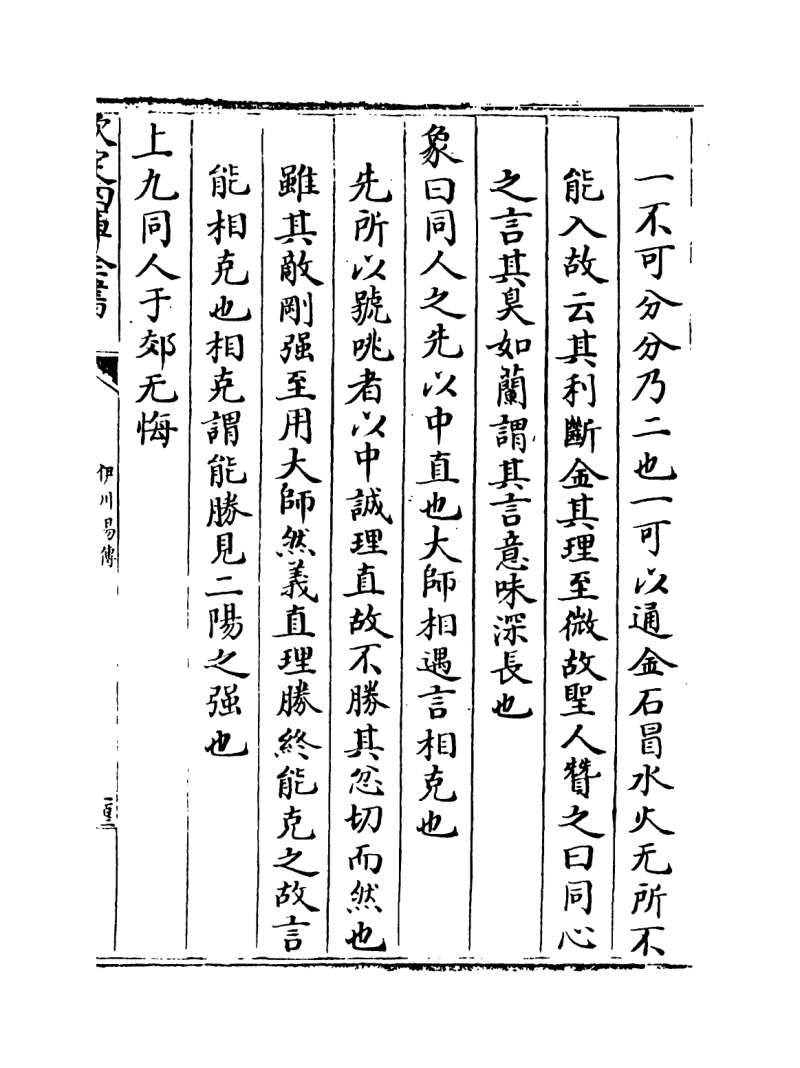 一不可分分乃二也一可以通金石冒水火无所不
能入故云其利斷金其理至微故聖人贊之曰同心
之言其臭如蘭謂其言意味深長也
象曰同人之先以中直也大師相遇言相克也
先所以號咷者以中誠理直故不勝其忿切而然也
雖其敵剛强至用大師然義直理勝終能克之故言
能相克也相克謂能勝見二陽之强也
上九同人于郊无悔
欽定四庫全書
伊川易傳